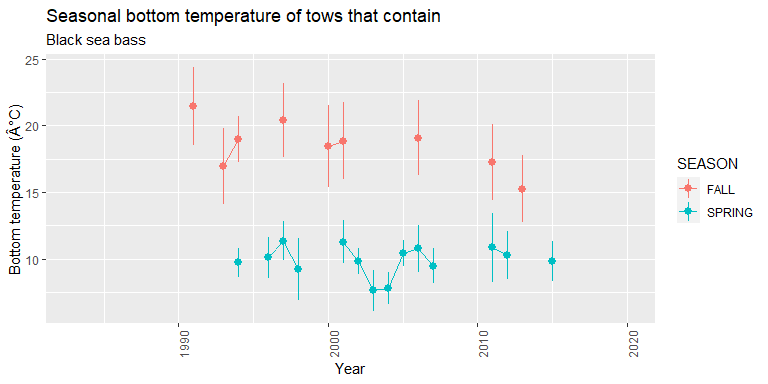 Seasonal bottom temperature of tows that contain
Black sea bass
Bottom temperature (Â°C)
25
20
15
10
1990
2000
2010
2020
Year
SEASON
FALL
SPRING